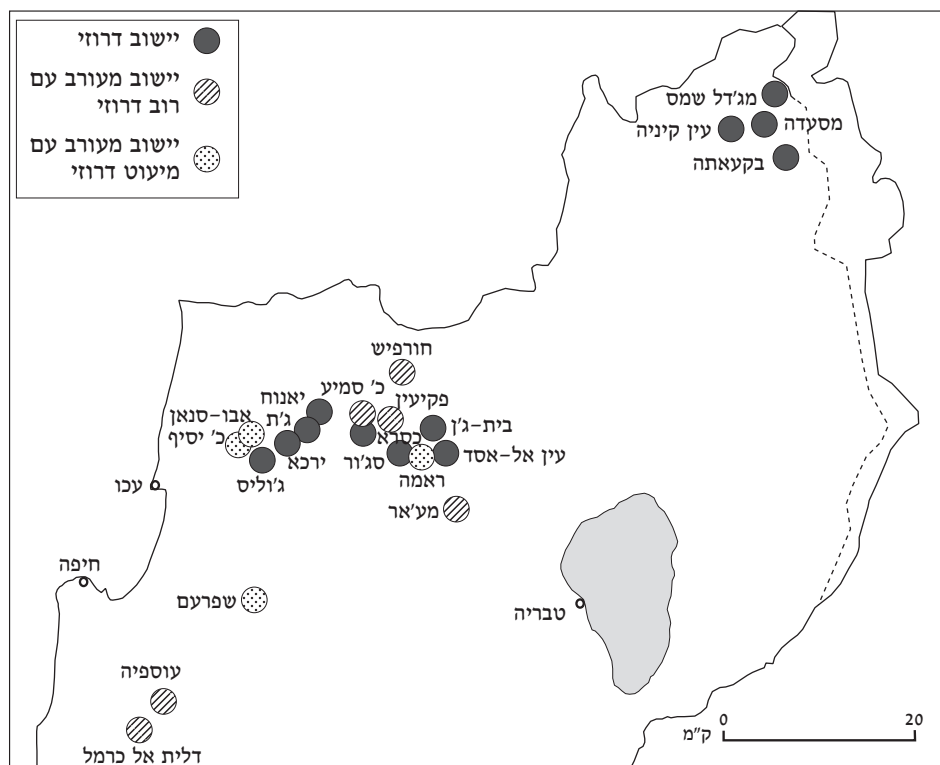 יישוב דרוזי
יישוב מעורב עם
רוב דרוזי
יישוב מעורב עם
מיעוט דרוזי
מג'דל שמס
מסעדה
עין קיניה
בקעאתה
חורפיש
כ' סמיע
פקיעין
יאנוח
ג'ת
אבו-סנאן
כ' יסיף
בית-ג'ן
כסרא
ירכא
סג'ור
עין אל-אסד
ג'וליס
ראמה
עכו
מע'אר
חיפה
שפרעם
טבריה
עוספיה
דלית אל כרמל
0
20
ק"מ